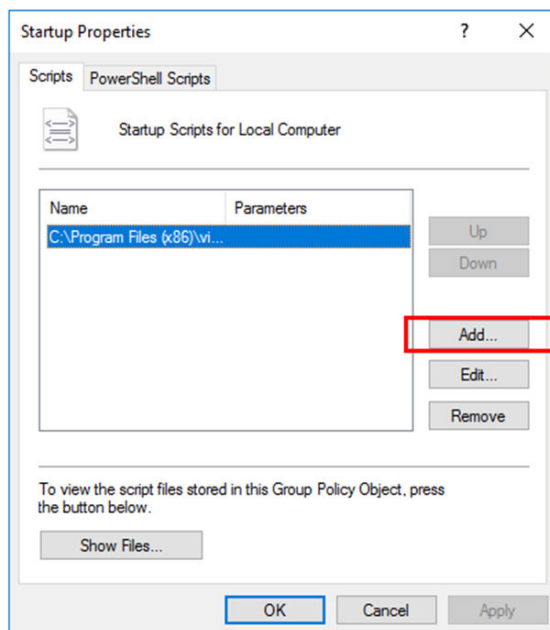 Startup Properties
Scripts
PowerShell Scripts
Startup Scripts for Local Computer
Name Parameters
C:\Program Files (x86)\vi...
Up
Down
Add...
Edit...
Remove
To view the script files stored in this Group Policy Object, press
the button below.
Show Files...
OK Cancel Apply